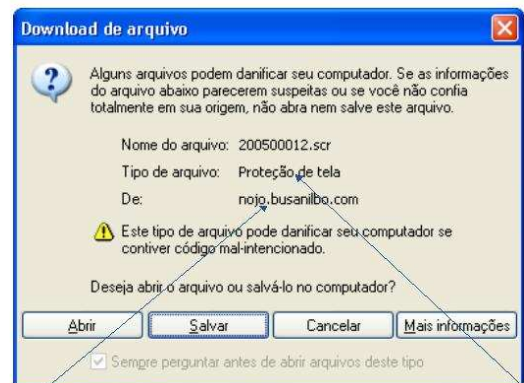 Download de arquivo
Alguns arquivos podem danificar seu computador. Se as informações
do arquivo abaixo parecerem suspeitas ou se você não confia
totalmente em sua origem, não abra nem salve este arquivo.
Nome do arquivo: 200500012.scr
Tipo de arquivo: Proteção de tela
De: nojo.busanilbo.com
Este tipo de arquivo pode danificar seu computador se
contiver código mal-intencionado.
Deseja abrir o arquivo ou salvá-lo no computador?
Abrir Salvar Cancelar Mais informações
Sempre perguntar antes de abrir arquivos deste tipo